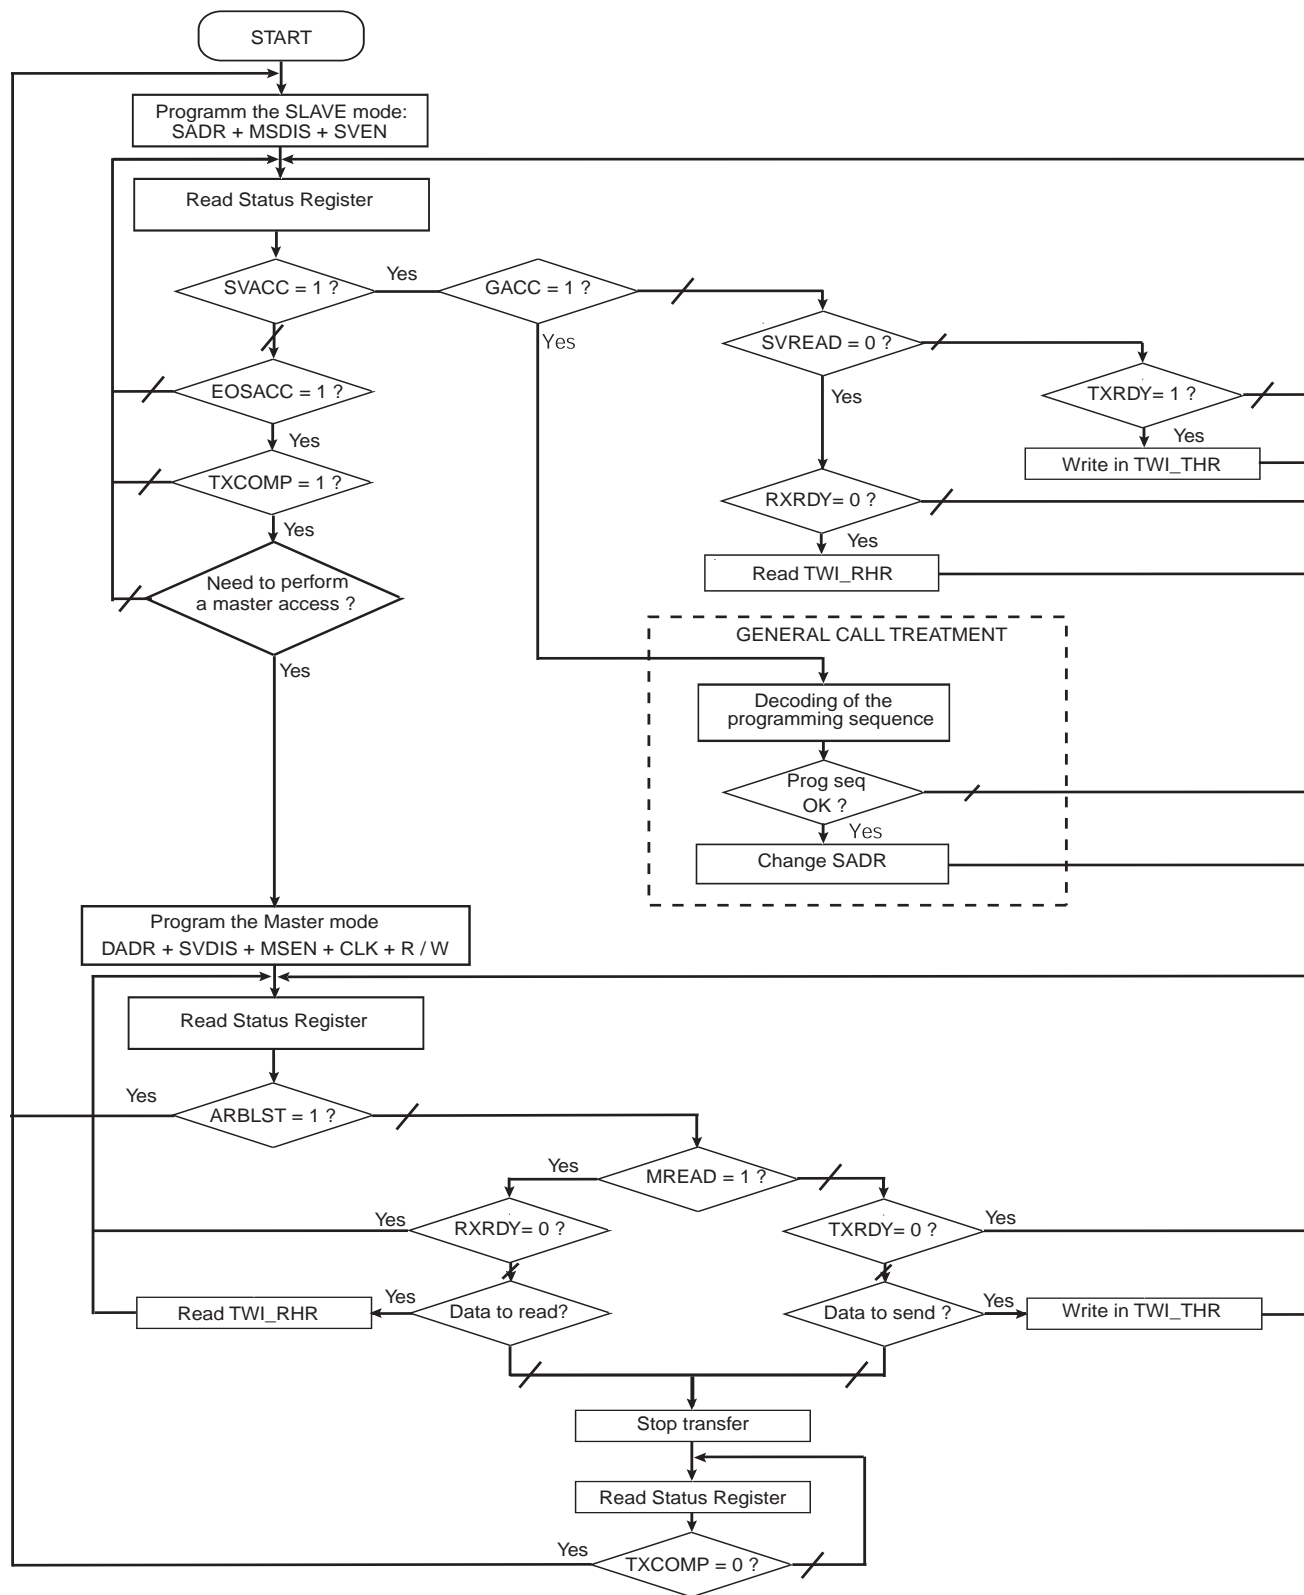 START
Programm the SLAVE mode:
SADR + MSDIS + SVEN
Read Status Register
SVACC = 1 ?
Yes
GACC = 1 ?
Yes
SVREAD = 0 ?
Yes
EOSACC = 1 ?
Yes
TXRDY= 1 ?
Yes
Write in TWI_THR
TXCOMP = 1 ?
Yes
RXRDY= 0 ?
Yes
Read TWI_RHR
Need to perform
a master access ?
Yes
GENERAL CALL TREATMENT
Decoding of the
programming sequence
Prog seq
OK ?
Yes
Change SADR
Program the Master mode
DADR + SVDIS + MSEN + CLK + R / W
Read Status Register
Yes
ARBLST = 1 ?
Yes
MREAD = 1 ?
Yes
RXRDY= 0 ?
TXRDY= 0 ?
Yes
Read TWI_RHR
Yes
Data to read?
Data to send ?
Yes
Write in TWI_THR
Stop transfer
Read Status Register
Yes
TXCOMP = 0 ?